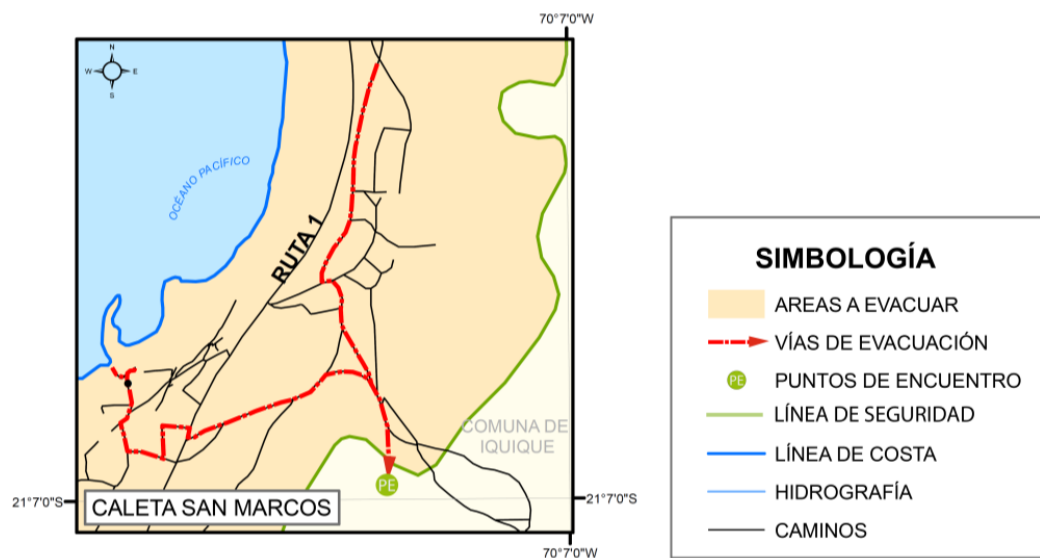 70°7'0"W
N
W E
S
OCÉANO PACÍFICO
RUTA 1
COMUNA DE
IQUIQUE
PE
21°7'0"S
21°7'0"S
CALETA SAN MARCOS
70°7'0"W
SIMBOLOGÍA
AREAS A EVACUAR
VÍAS DE EVACUACIÓN
PE PUNTOS DE ENCUENTRO
LÍNEA DE SEGURIDAD
LÍNEA DE COSTA
HIDROGRAFÍA
CAMINOS